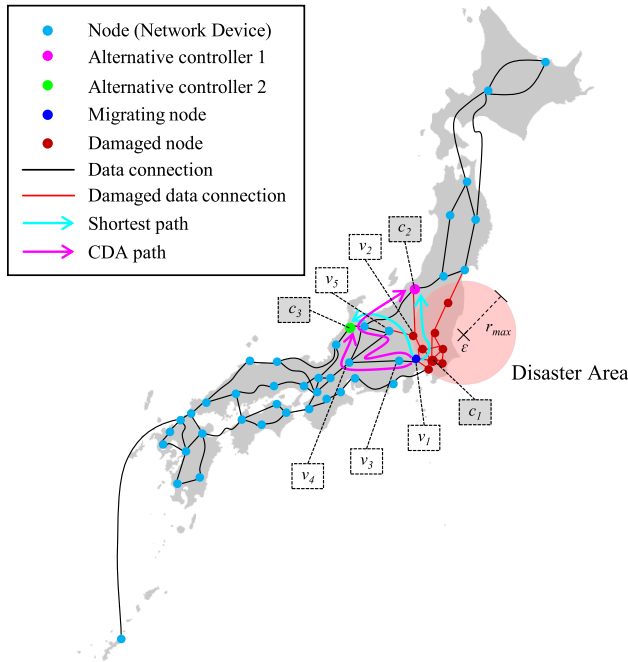 Node (Network Device)
Alternative controller 1
Alternative controller 2
Migrating node
Damaged node
Data connection
Damaged data connection
Shortest path
CDA path
c2
v2
v5
c3
rmax
ε
Disaster Area
c1
v1
v3
v4